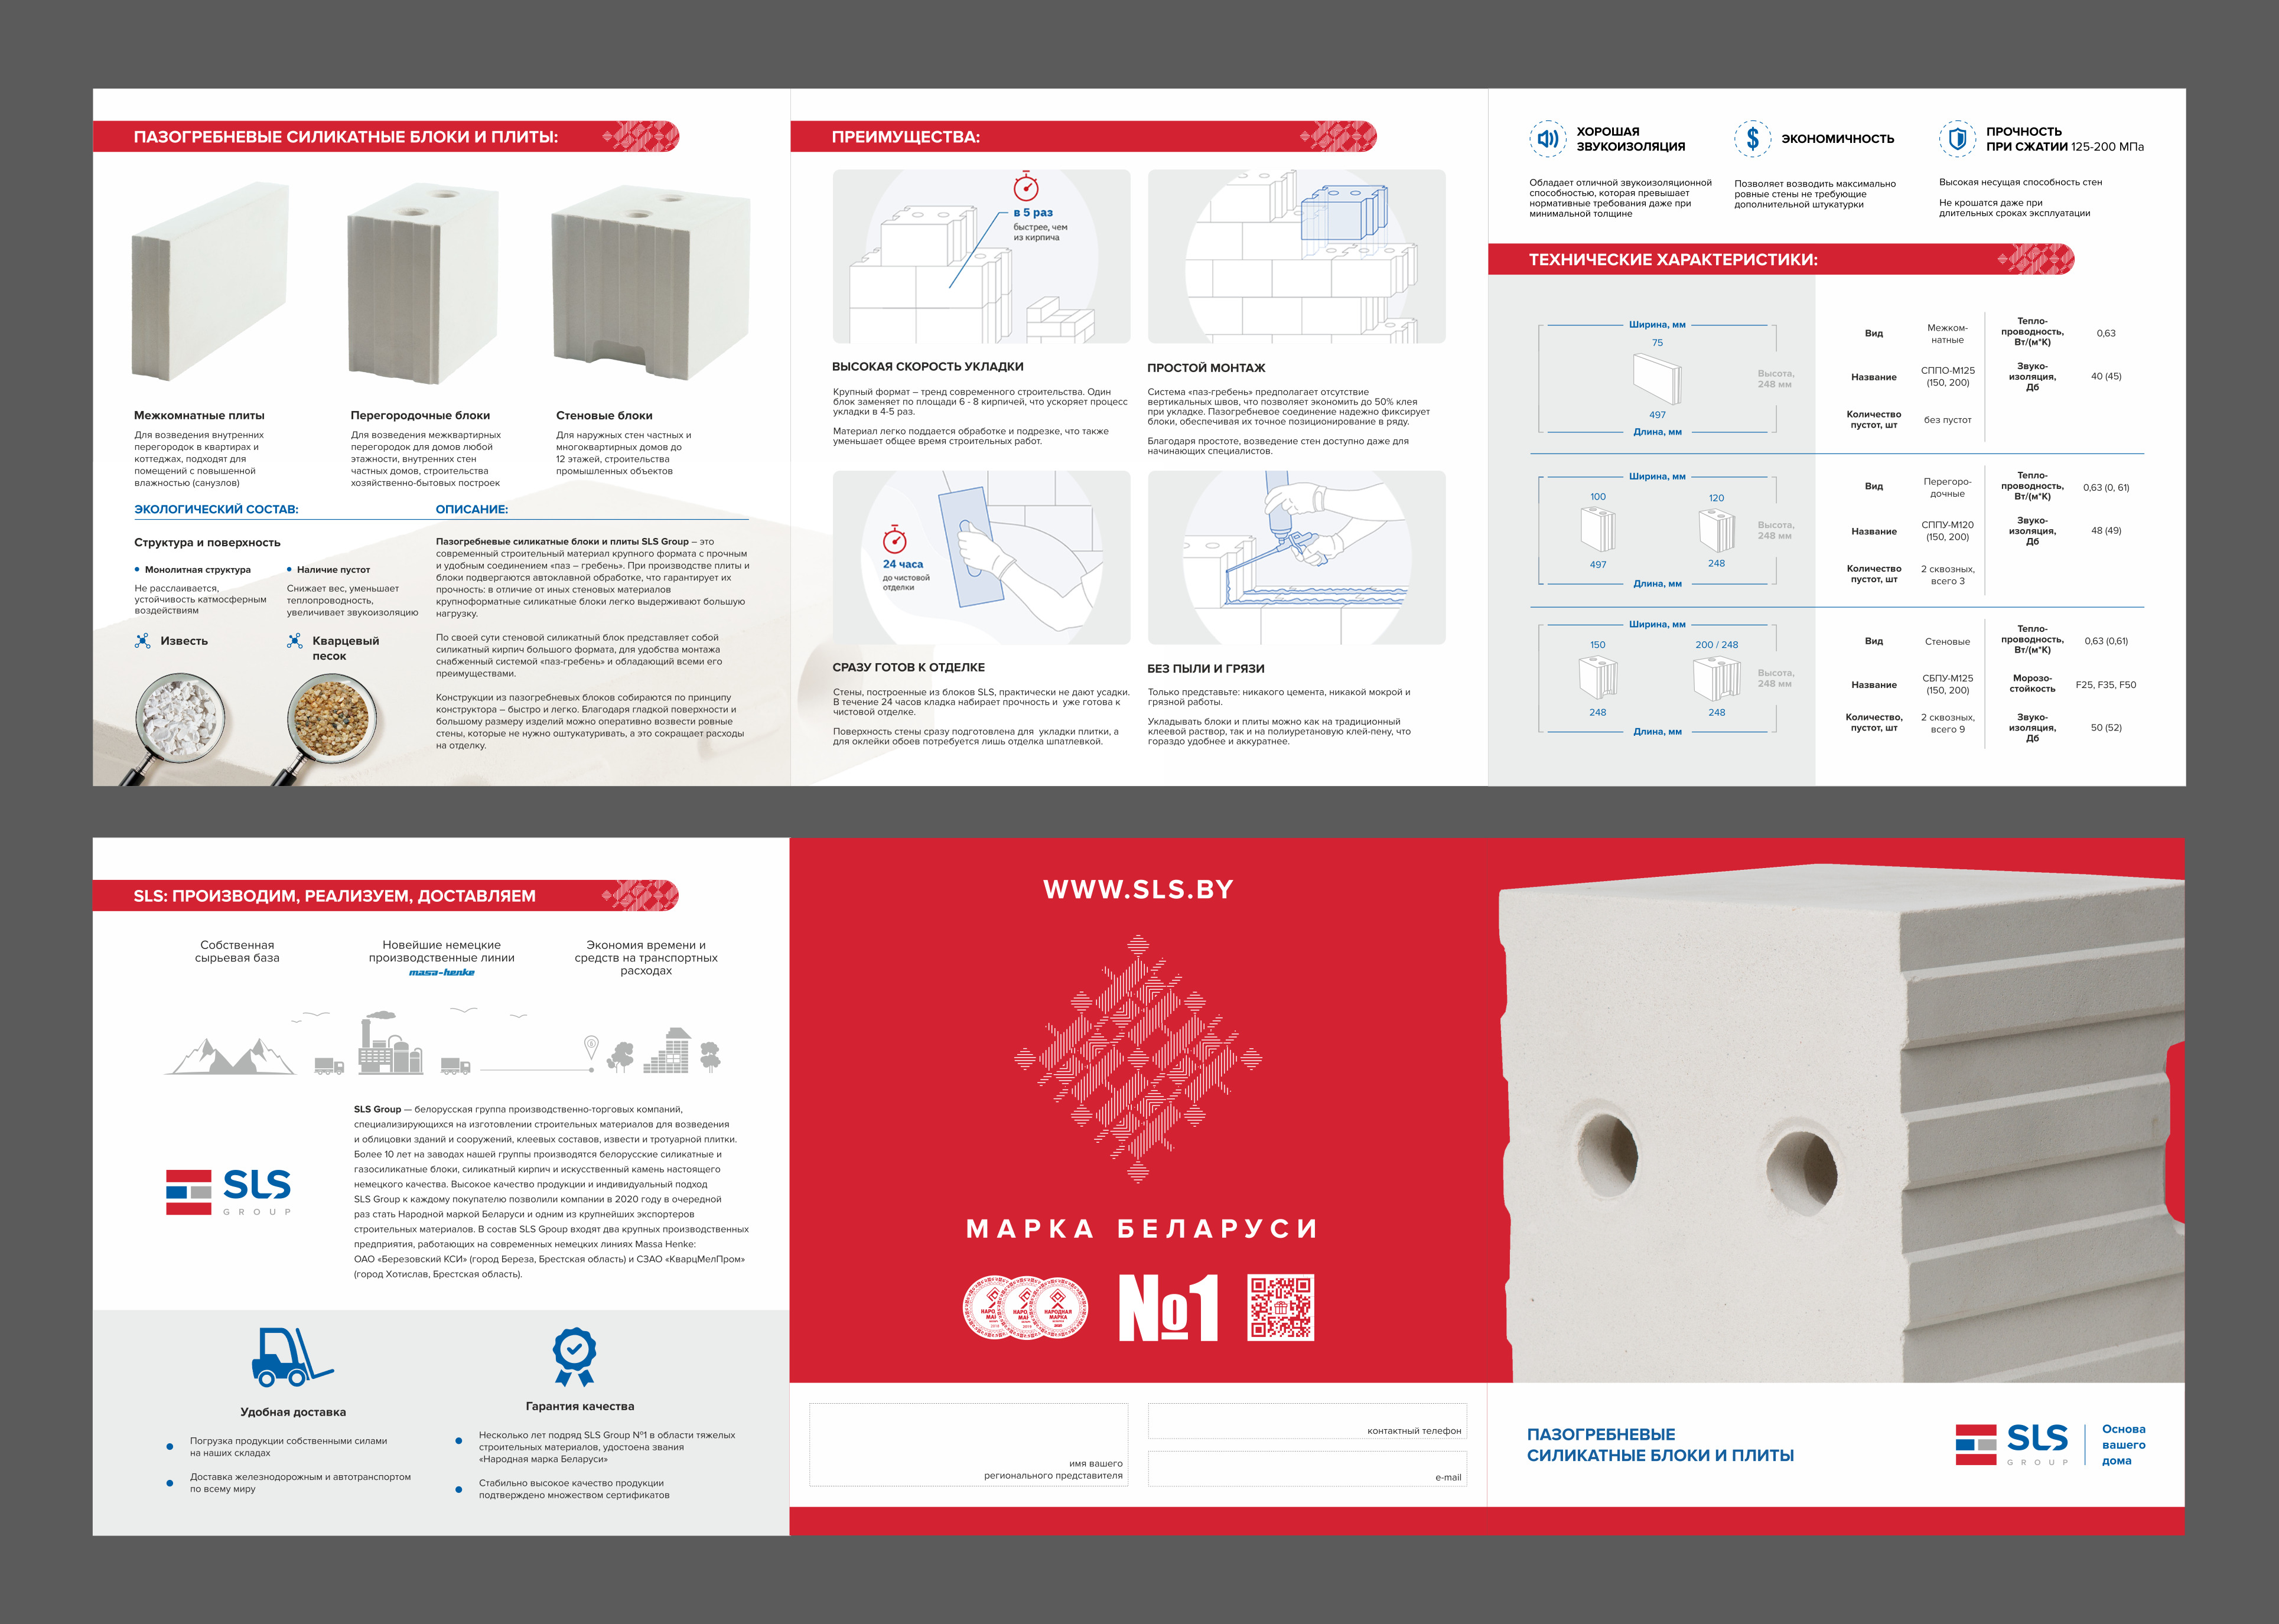 ПАЗОГРЕБНЕВЫЕ СИЛИКАТНЫЕ БЛОКИ И ПЛИТЫ:
Межкомнатные плиты
Для возведения внутренних
перегородок в квартирах и
коттеджах, подходят для
помещений с повышенной
влажностью (санузлов)
Перегородочные блоки
Для возведения межквартирных
перегородок для домов любой
этажности, внутренних стен
частных домов, строительства
хозяйственно-бытовых построек
Стеновые блоки
Для наружных стен частных и
многоквартирных домов до
12 этажей, строительства
промышленных объектов
ЭКОЛОГИЧЕСКИЙ СОСТАВ:
Структура и поверхность
Монолитная структура
Не расслаивается,
устойчивость катмосферным
воздействиям
Наличие пустот
Снижает вес, уменьшает
теплопроводность,
увеличивает звукоизоляцию
Известь
Кварцевый
песок
ОПИСАНИЕ:
Пазогребневые силикатные блоки и плиты SLS Group – это
современный строительный материал крупного формата с прочным
и удобным соединением «паз – гребень». При производстве плиты и
блоки подвергаются автоклавной обработке, что гарантирует их
прочность: в отличие от иных стеновых материалов
крупноформатные силикатные блоки легко выдерживают большую
нагрузку.
По своей сути стеновой силикатный блок представляет собой
силикатный кирпич большого формата, для удобства монтажа
снабженный системой «паз-гребень» и обладающий всеми его
преимуществами.
Конструкции из пазогребневых блоков собираются по принципу
конструктора – быстро и легко. Благодаря гладкой поверхности и
большому размеру изделий можно оперативно возвести ровные
стены, которые не нужно оштукатуривать, а это сокращает расходы
на отделку.
ПРЕИМУЩЕСТВА:
в 5 раз
быстрее, чем
из кирпича
ВЫСОКАЯ СКОРОСТЬ УКЛАДКИ
Крупный формат – тренд современного строительства. Один
блок заменяет по площади 6 - 8 кирпичей, что ускоряет процесс
укладки в 4-5 раз.
Материал легко поддается обработке и подрезке, что также
уменьшает общее время строительных работ.
ПРОСТОЙ МОНТАЖ
Система «паз-гребень» предполагает отсутствие
вертикальных швов, что позволяет экономить до 50% клея
при укладке. Пазогребневое соединение надежно фиксирует
блоки, обеспечивая их точное позиционирование в ряду.
Благодаря простоте, возведение стен доступно даже для
начинающих специалистов.
24 часа
до чистовой
отделки
СРАЗУ ГОТОВ К ОТДЕЛКЕ
Стены, построенные из блоков SLS, практически не дают усадки.
В течение 24 часов кладка набирает прочность и уже готова к
чистовой отделке.
Поверхность стены сразу подготовлена для укладки плитки, а
для оклейки обоев потребуется лишь отделка шпатлевкой.
БЕЗ ПЫЛИ И ГРЯЗИ
Только представьте: никакого цемента, никакой мокрой и
грязной работы.
Укладывать блоки и плиты можно как на традиционный
клеевой раствор, так и на полиуретановую клей-пену, что
гораздо удобнее и аккуратнее.
ХОРОШАЯ
ЗВУКОИЗОЛЯЦИЯ
Обладает отличной звукоизоляционной
способностью, которая превышает
нормативные требования даже при
минимальной толщине
$
ЭКОНОМИЧНОСТЬ
Позволяет возводить максимально
ровные стены не требующие
дополнительной штукатурки
ПРОЧНОСТЬ
ПРИ СЖАТИИ 125-200 МПа
Высокая несущая способность стен
Не крошатся даже при
длительных сроках эксплуатации
ТЕХНИЧЕСКИЕ ХАРАКТЕРИСТИКИ:
Ширина, мм
75
Высота,
248 мм
497
Длина, мм
Вид
Межком-
натные
Тепло-
проводность,
Вт/(м*К)
0,63
Название
СППО-М125
(150, 200)
Звуко-
изоляция,
Дб
40 (45)
Количество
пустот, шт
без пустот
Ширина, мм
100
120
Высота,
248 мм
497
248
Длина, мм
Вид
Перегоро-
дочные
Тепло-
проводность,
Вт/(м*К)
0,63 (0, 61)
Название
СППУ-М120
(150, 200)
Звуко-
изоляция,
Дб
48 (49)
Количество
пустот, шт
2 сквозных,
всего 3
Ширина, мм
150
200 / 248
Высота,
248 мм
248
248
Длина, мм
Вид
Стеновые
Тепло-
проводность,
Вт/(м*К)
0,63 (0,61)
Название
СБПУ-М125
(150, 200)
Морозо-
стойкость
F25, F35, F50
Количество,
пустот, шт
2 сквозных,
всего 9
Звуко-
изоляция,
Дб
50 (52)
SLS: ПРОИЗВОДИМ, РЕАЛИЗУЕМ, ДОСТАВЛЯЕМ
Собственная
сырьевая база
Новейшие немецкие
производственные линии
masa-henke
Экономия времени и
средств на транспортных
расходах
SLS
GROUP
SLS Group — белорусская группа производственно-торговых компаний,
специализирующихся на изготовлении строительных материалов для возведения
и облицовки зданий и сооружений, клеевых составов, извести и тротуарной плитки.
Более 10 лет на заводах нашей группы производятся белорусские силикатные и
газосиликатные блоки, силикатный кирпич и искусственный камень настоящего
немецкого качества. Высокое качество продукции и индивидуальный подход
SLS Group к каждому покупателю позволили компании в 2020 году в очередной
раз стать Народной маркой Беларуси и одним из крупнейших экспортеров
строительных материалов. В состав SLS Group входят два крупных производственных
предприятия, работающих на современных немецких линиях Massa Henke:
ОАО «Березовский КСИ» (город Береза, Брестская область) и СЗАО «КварцМелПром»
(город Хотислав, Брестская область).
Удобная доставка
Погрузка продукции собственными силами
на наших складах
Доставка железнодорожным и автотранспортом
по всему миру
Гарантия качества
Несколько лет подряд SLS Group №1 в области тяжелых
строительных материалов, удостоена звания
«Народная марка Беларуси»
Стабильно высокое качество продукции
подтверждено множеством сертификатов
WWW.SLS.BY
МАРКА БЕЛАРУСИ
НАРОДНАЯ
МАРКА
№1
имя вашего
регионального представителя
контактный телефон
e-mail
ПАЗОГРЕБНЕВЫЕ
СИЛИКАТНЫЕ БЛОКИ И ПЛИТЫ
SLS
GROUP
Основа
вашего
дома